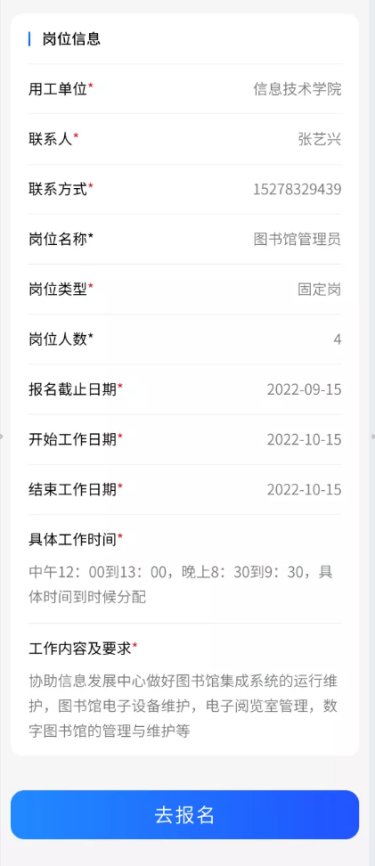 岗位信息
用工单位* 信息技术学院
联系人* 张艺兴
联系方式* 15278329439
岗位名称* 图书馆管理员
岗位类型* 固定岗
岗位人数* 4
报名截止日期* 2022-09-15
开始工作日期* 2022-10-15
结束工作日期* 2022-10-15
具体工作时间*
中午12：00到13：00，晚上8：30到9：30，具
体时间到时候分配
工作内容及要求*
协助信息发展中心做好图书馆集成系统的运行维
护，图书馆电子设备维护，电子阅览室管理，数
字图书馆的管理与维护等
去报名